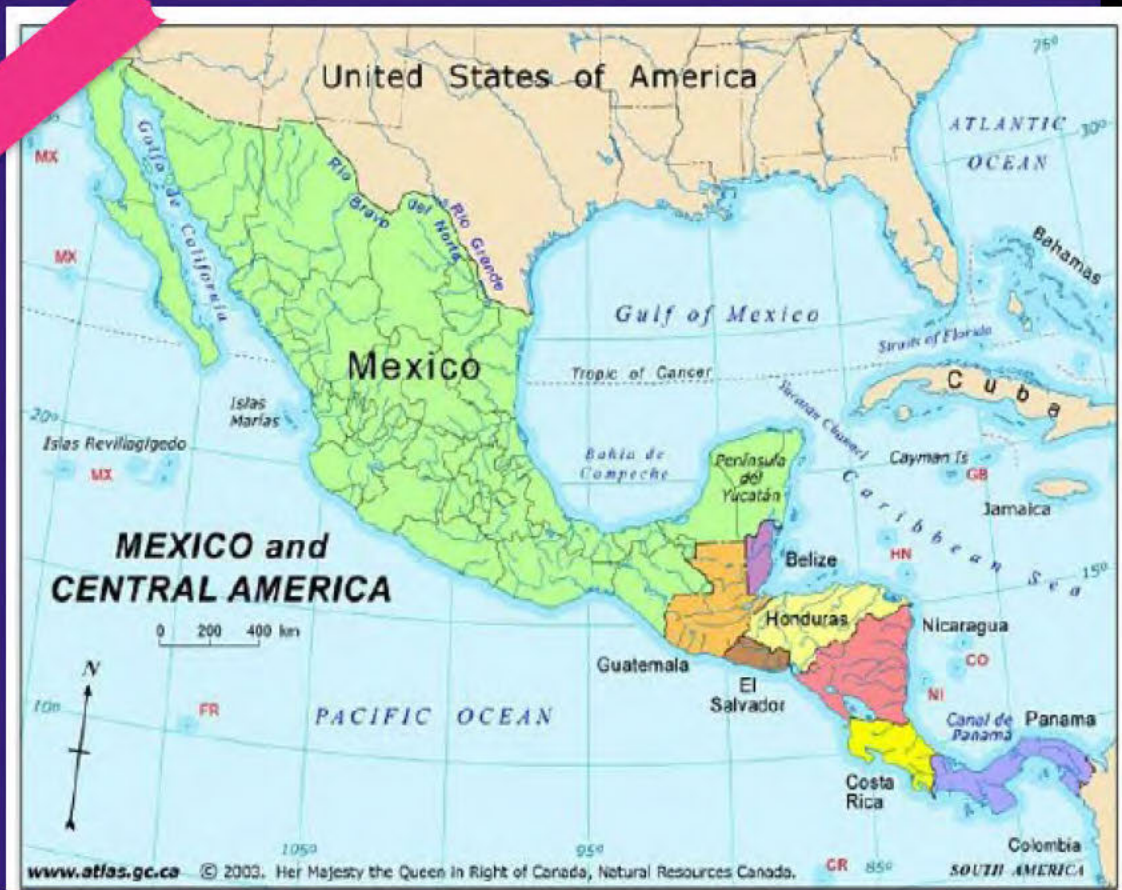 United States of America
75°
ATLANTIC
OCEAN
30°
MX
Golfo de California
Río
Bravo
del Norte
Rio Grande
Bahamas
MX
Gulf of Mexico
Straits of Florida
Mexico
Tropic of Cancer
Cuba
Yucatán Channel
20°
Islas
Marías
Islas Revillagigedo
MX
Bahía de
Campeche
Península
del
Yucatán
Cayman Is
GB
Jamaica
Caribbean Sea
MEXICO and
CENTRAL AMERICA
Belize
HN
15°
0 200 400 km
Honduras
Nicaragua
Guatemala
CO
N
El
Salvador
NI
10°
FR
PACIFIC OCEAN
Canal de
Panamá
Panama
Costa
Rica
105°
95°
Colombia
www.atlas.gc.ca © 2003. Her Majesty the Queen in Right of Canada, Natural Resources Canada.
CR
85°
SOUTH AMERICA